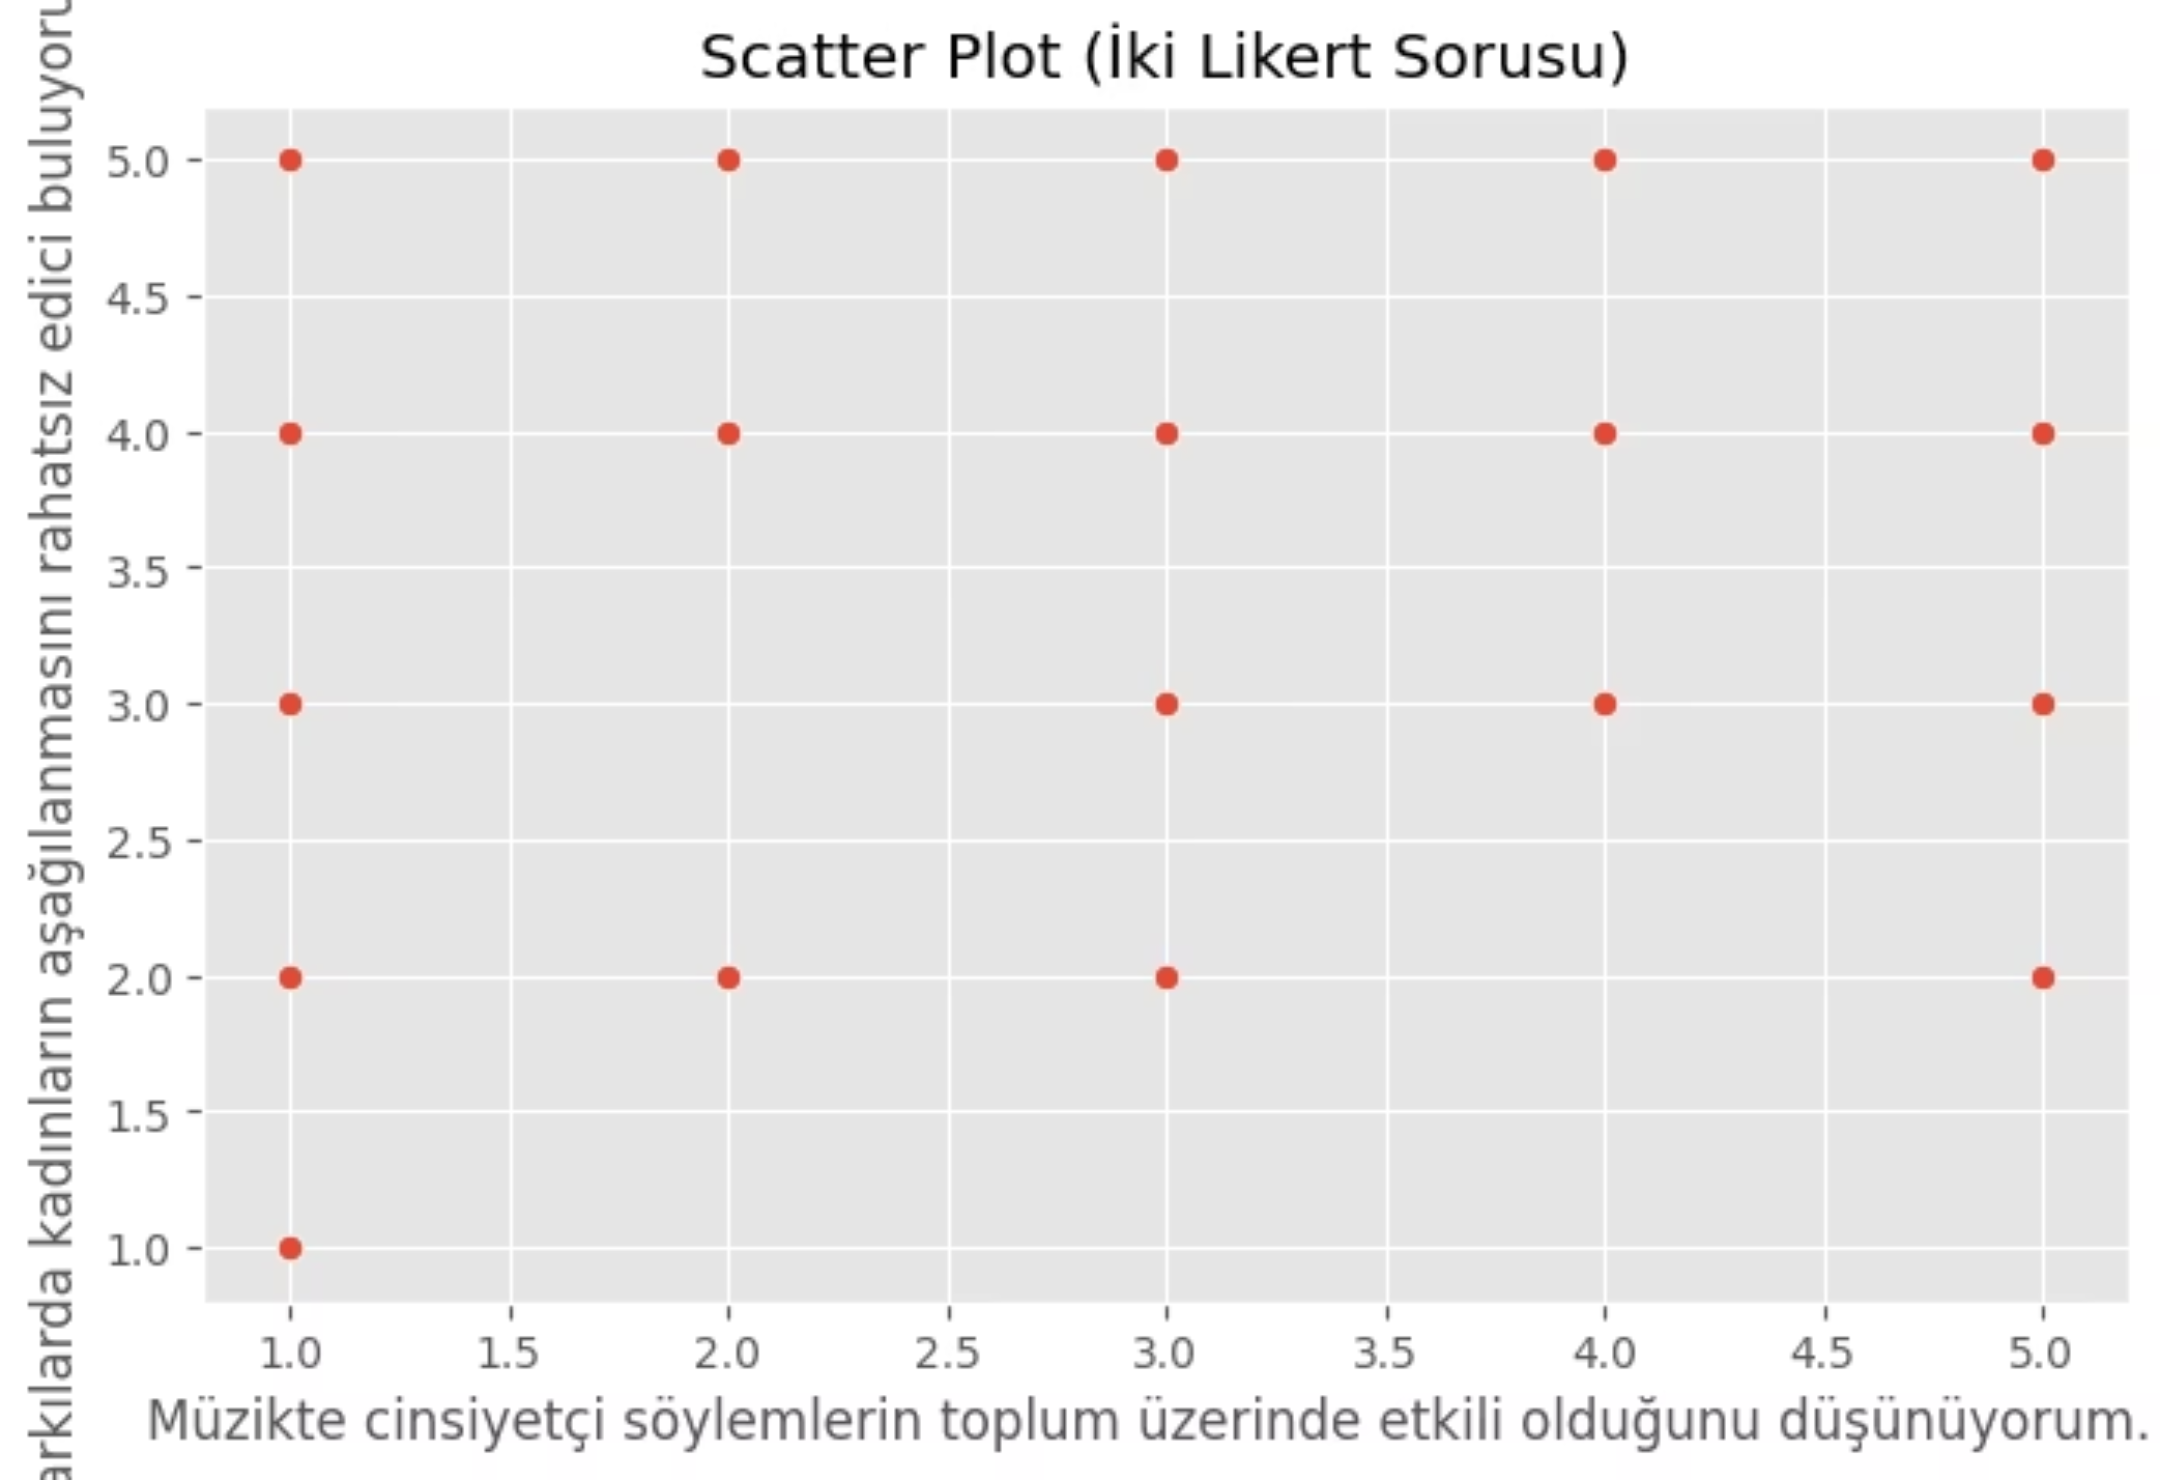 Scatter Plot (İki Likert Sorusu)
kadınların aşağılanmasını rahatsız edici
5.0
4.5
4.0
3.5
3.0
2.5
2.0
1.5
1.0
1.0 1.5 2.0 2.5 3.0 3.5 4.0 4.5 5.0
Müzikte cinsiyetçi söylemlerin toplum üzerinde etkili olduğunu düşünüyorum.